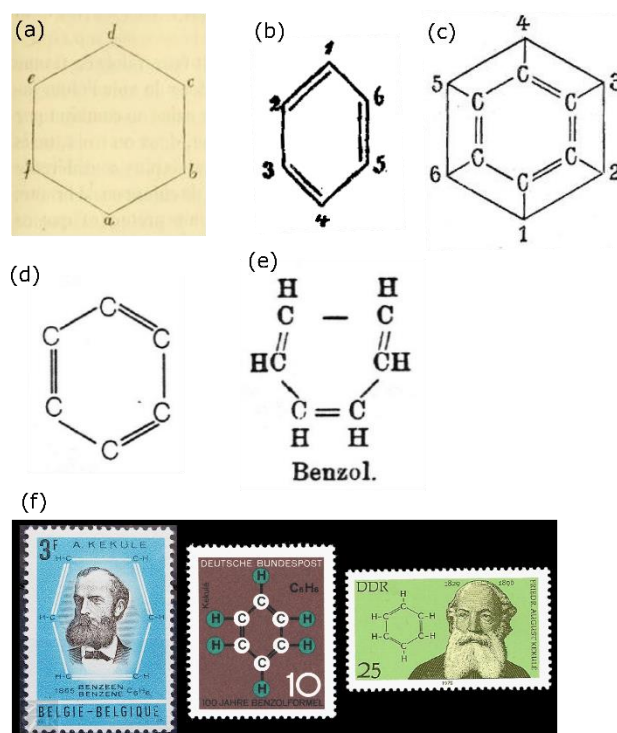 (a)
d
e
c
f
b
a
(b)
1
2
6
3
5
4
(c)
4
5
3
C
C C
C C
C
6
2
1
(d)
C
C C
C C
C
(e)
H H
C — C
HC CH
C = C
H H
Benzol.
(f)
3F
A. KEKULE
H-C C-H
H-C C-H
H-C C-H
1865 BENZEEN
BENZENE C6H6
BELGIE-BELGIQUE
DEUTSCHE BUNDESPOST
Kekulé
C6H6
H
H C H
C C
C C
H C H
H
10
100 JAHRE BENZOLFORMEL
DDR
1829 1896
FRIEDR. AUGUST KEKULE
H
C
H-C C-H
H-C C-H
C
H
25
1979